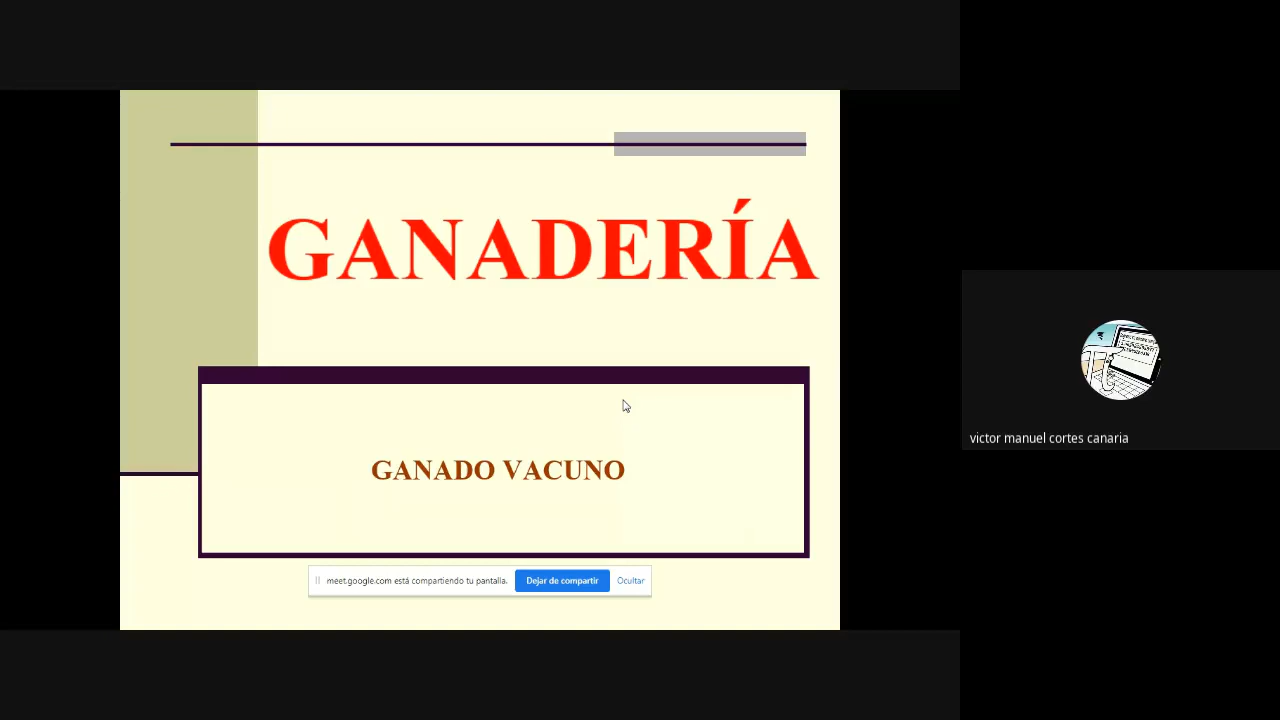 GANADERÍA
GANADO VACUNO
meet.google.com está compartiendo tu pantalla. Dejar de compartir Ocultar
victor manuel cortes canaria